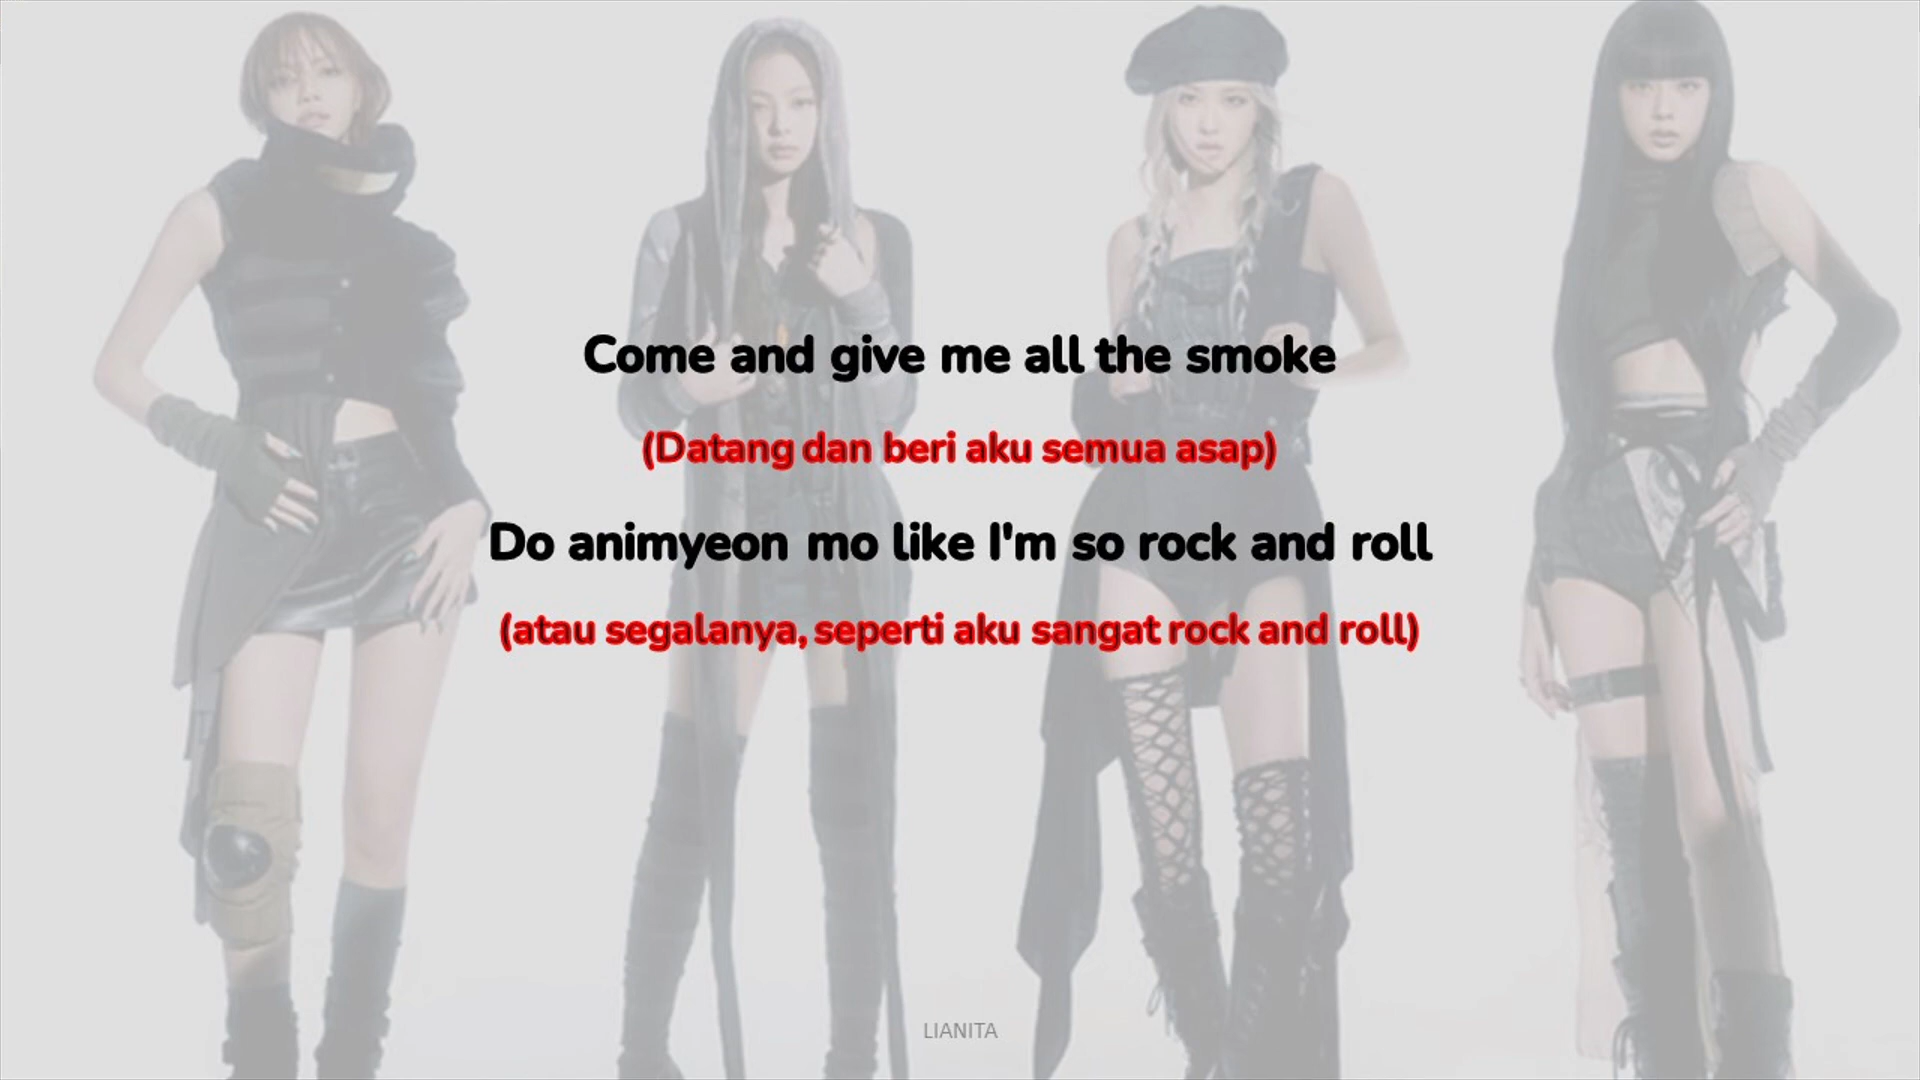 Come and give me all the smoke
(Datang dan beri aku semua asap)
Do animyeon mo like I'm so rock and roll
(atau segalanya, seperti aku sangat rock and roll)
LIANITA